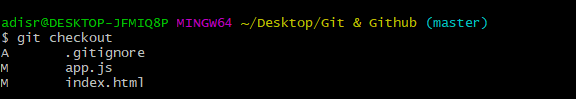 adisr@DESKTOP-JFMIQ8P MINGW64 ~/Desktop/Git & Github (master)
$ git checkout
A       .gitignore
M       app.js
M       index.html